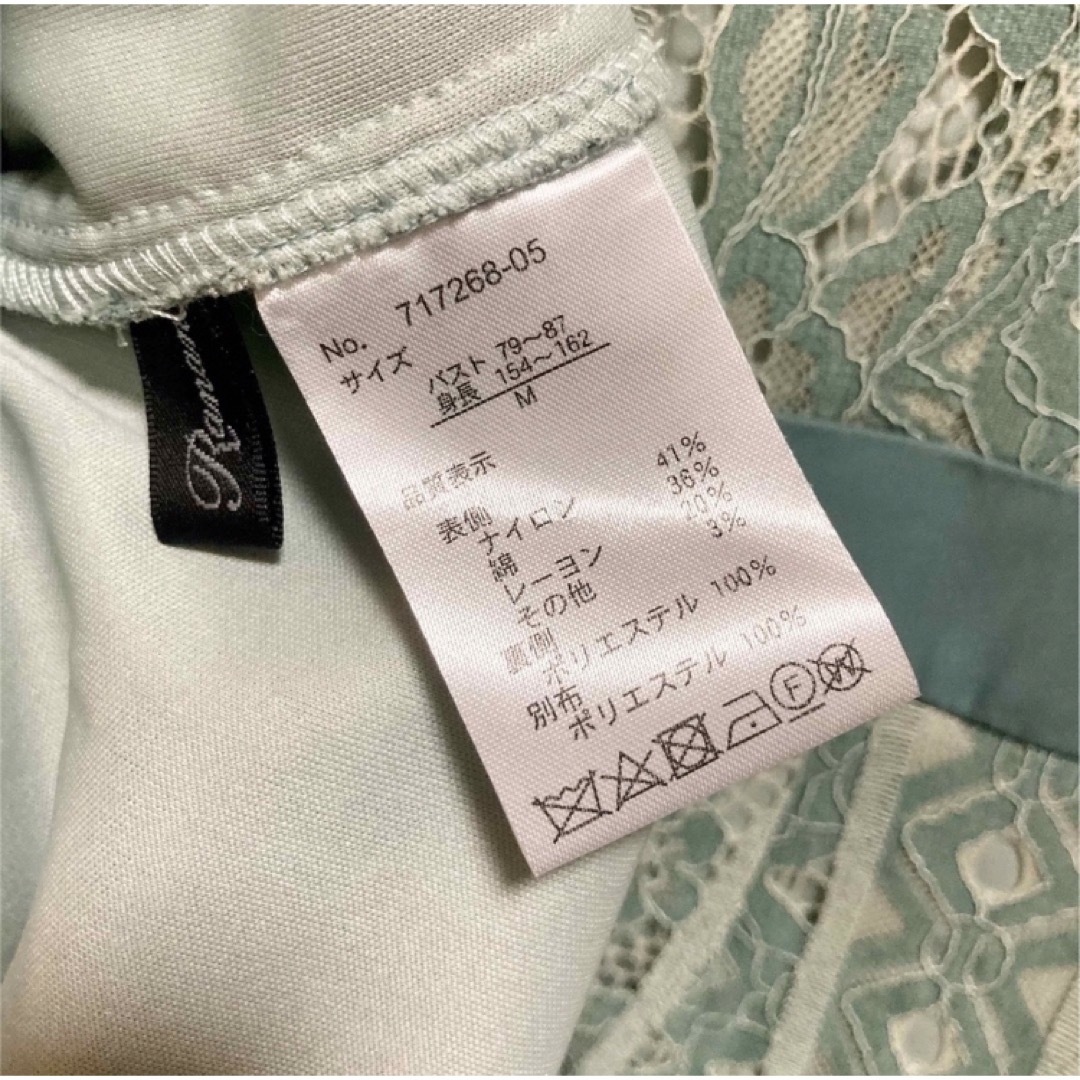 No. 717268-05
サイズ バスト 79〜87
身長 154〜162
M
品質表示
表側
ナイロン 41%
綿 36%
レーヨン 20%
その他 3%
裏側
ポリエステル 100%
別布
ポリエステル 100%
F W